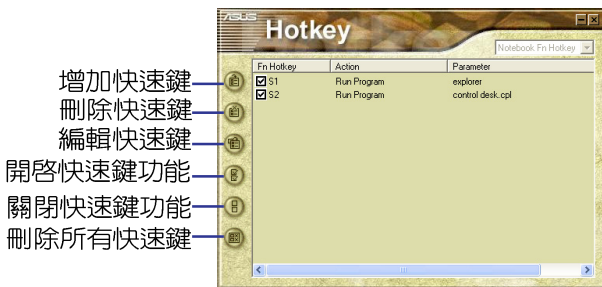 ASUS
Hotkey
Notebook Fn Hotkey
Fn Hotkey Action Parameter
S1 Run Program explorer
S2 Run Program control desk.cpl
增加快速鍵
刪除快速鍵
編輯快速鍵
開啓快速鍵功能
關閉快速鍵功能
刪除所有快速鍵